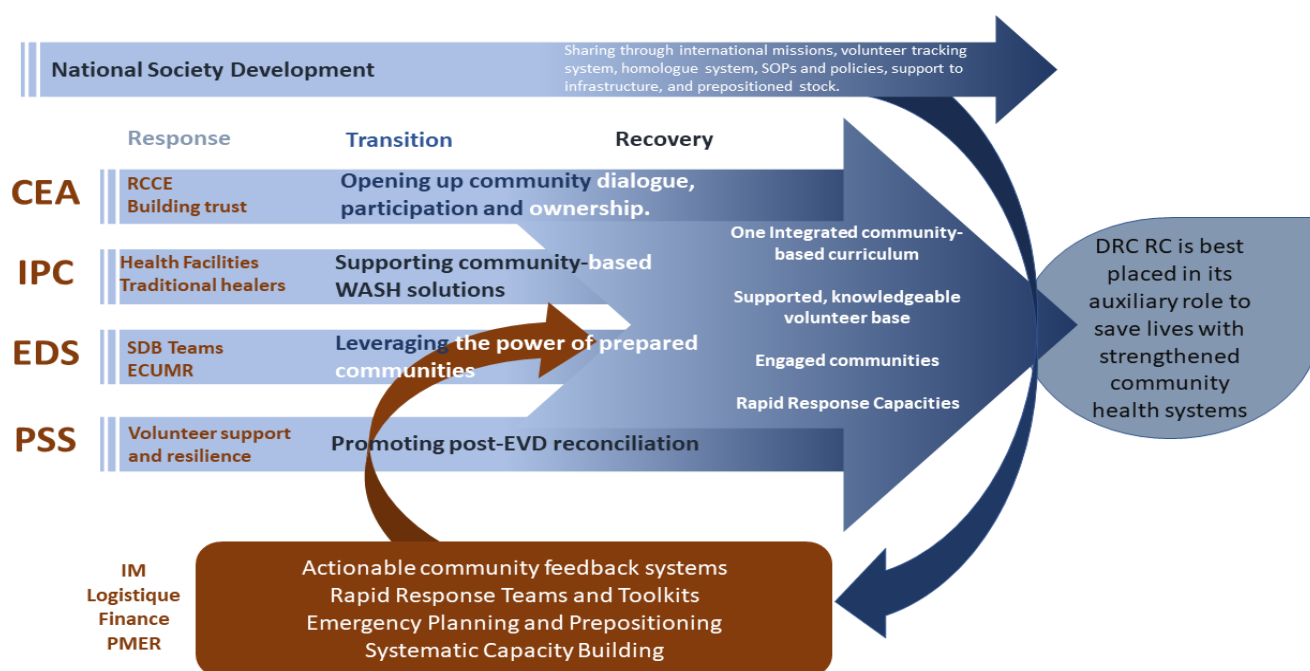 National Society Development
Sharing through international missions, volunteer tracking
system, homologue system, SOPs and policies, support to
infrastructure, and prepositioned stock.
Response
Transition
Recovery
CEA
RCCE
Building trust
Opening up community dialogue,
participation and ownership.
IPC
Health Facilities
Traditional healers
Supporting community-based
WASH solutions
EDS
SDB Teams
ECUMR
Leveraging the power of prepared
communities
PSS
Volunteer support
and resilience
Promoting post-EVD reconciliation
One Integrated community-
based curriculum
Supported, knowledgeable
volunteer base
Engaged communities
Rapid Response Capacities
DRC RC is best
placed in its
auxiliary role to
save lives with
strengthened
community
health systems
IM
Logistique
Finance
PMER
Actionable community feedback systems
Rapid Response Teams and Toolkits
Emergency Planning and Prepositioning
Systematic Capacity Building